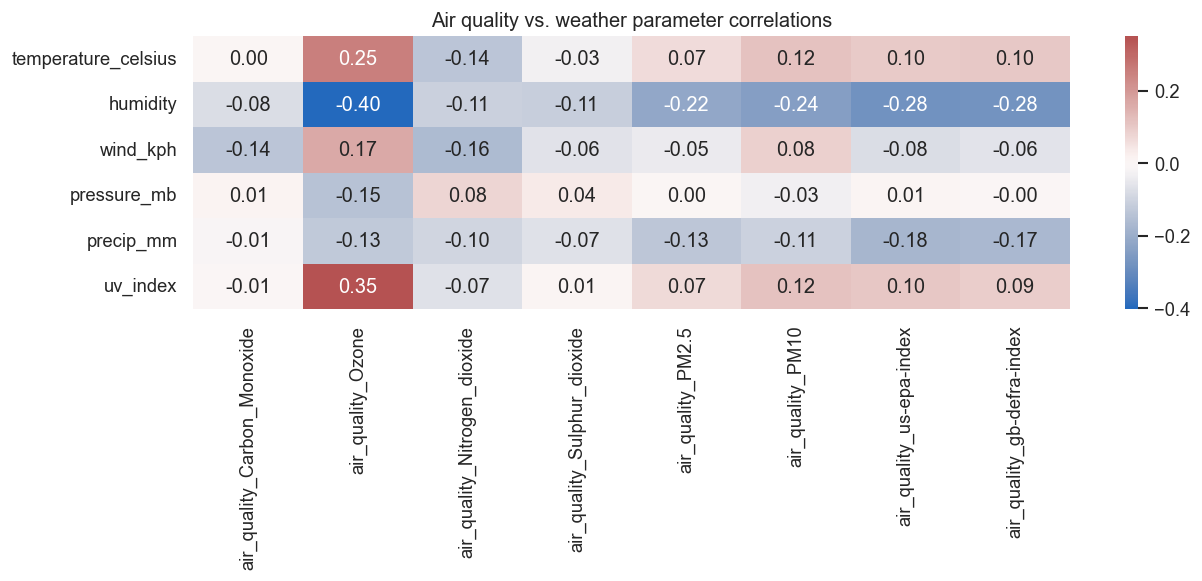 Air quality vs. weather parameter correlations
temperature_celsius 0.00 0.25 -0.14 -0.03 0.07 0.12 0.10 0.10
humidity -0.08 -0.40 -0.11 -0.11 -0.22 -0.24 -0.28 -0.28
wind_kph -0.14 0.17 -0.16 -0.06 -0.05 0.08 -0.08 -0.06
pressure_mb 0.01 -0.15 0.08 0.04 0.00 -0.03 0.01 -0.00
precip_mm -0.01 -0.13 -0.10 -0.07 -0.13 -0.11 -0.18 -0.17
uv_index -0.01 0.35 -0.07 0.01 0.07 0.12 0.10 0.09
air_quality_Carbon_Monoxide
air_quality_Ozone
air_quality_Nitrogen_dioxide
air_quality_Sulphur_dioxide
air_quality_PM2.5
air_quality_PM10
air_quality_us-epa-index
air_quality_gb-defra-index
0.2
0.0
−0.2
−0.4